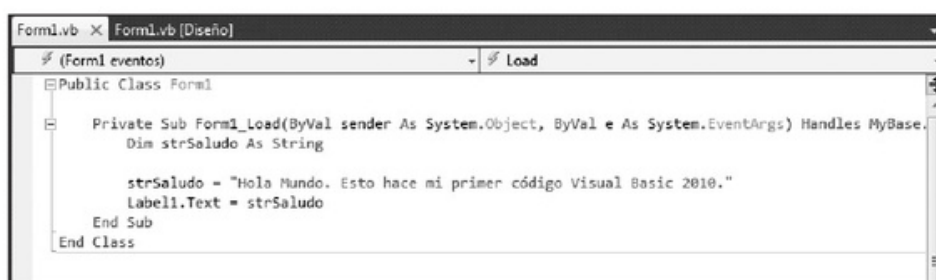 Form1.vb × Form1.vb [Diseño]
(Form1 eventos) Load
Public Class Form1
Private Sub Form1_Load(ByVal sender As System.Object, ByVal e As System.EventArgs) Handles MyBase.
Dim strSaludo As String
strSaludo = "Hola Mundo. Esto hace mi primer código Visual Basic 2010."
Label1.Text = strSaludo
End Sub
End Class